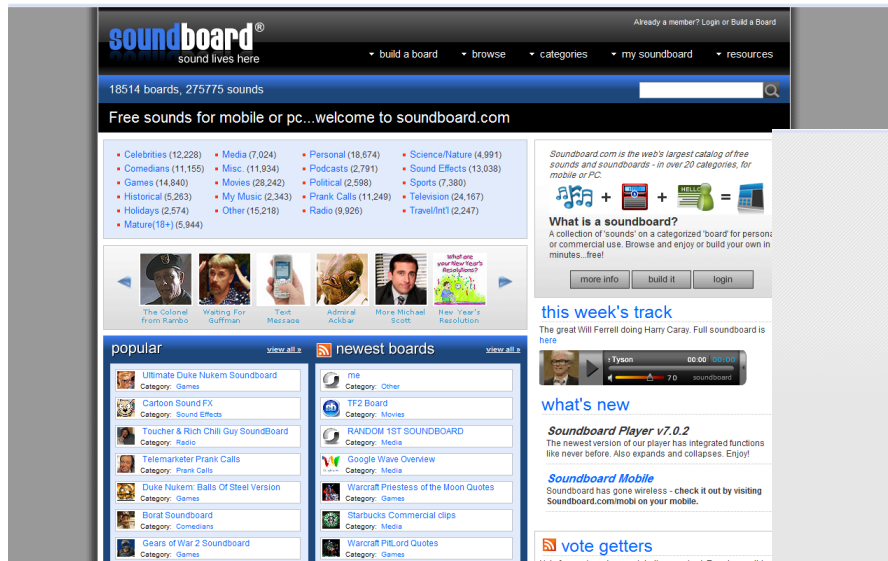 Already a member? Login or Build a Board
soundboard®
sound lives here
build a board
browse
categories
my soundboard
resources
18514 boards, 275775 sounds
Free sounds for mobile or pc...welcome to soundboard.com
Celebrities (12,228)
Comedians (11,155)
Games (14,840)
Historical (5,263)
Holidays (2,574)
Mature(18+) (5,944)
Media (7,024)
Misc. (11,934)
Movies (28,242)
My Music (2,343)
Other (15,218)
Personal (18,674)
Podcasts (2,791)
Political (2,598)
Prank Calls (11,249)
Radio (9,926)
Science/Nature (4,991)
Sound Effects (13,038)
Sports (7,380)
Television (24,167)
Travel/Int'l (2,247)
What are
your New Year's
Resolutions?
The Colonel
from Rambo
Waiting For
Guffman
Text
Message
Admiral
Ackbar
More Michael
Scott
New Year's
Resolution
popular
view all »
Ultimate Duke Nukem Soundboard
Category: Games
Cartoon Sound FX
Category: Sound Effects
Toucher & Rich Chili Guy SoundBoard
Category: Radio
Telemarketer Prank Calls
Category: Prank Calls
Duke Nukem: Balls Of Steel Version
Category: Games
Borat Soundboard
Category: Comedians
Gears of War 2 Soundboard
Category: Games
newest boards
view all »
me
Category: Other
TF2 Board
Category: Movies
RANDOM 1ST SOUNDBOARD
Category: Media
Google Wave Overview
Category: Media
Warcraft Priestess of the Moon Quotes
Category: Games
Starbucks Commercial clips
Category: Media
Warcraft PitLord Quotes
Category: Games
Soundboard.com is the web's largest catalog of free
sounds and soundboards - in over 20 categories, for
mobile or PC.
+ + HELLO =
What is a soundboard?
A collection of 'sounds' on a categorized 'board' for persona
or commercial use. Browse and enjoy or build your own in
minutes...free!
more info
build it
login
this week's track
The great Will Ferrell doing Harry Caray. Full soundboard is
here
: Tyson
00:00
00:00
70
soundboard
what's new
Soundboard Player v7.0.2
The newest version of our player has integrated functions
like never before. Also expands and collapses. Enjoy!
Soundboard Mobile
Soundboard has gone wireless - check it out by visiting
Soundboard.com/mobi on your mobile.
vote getters